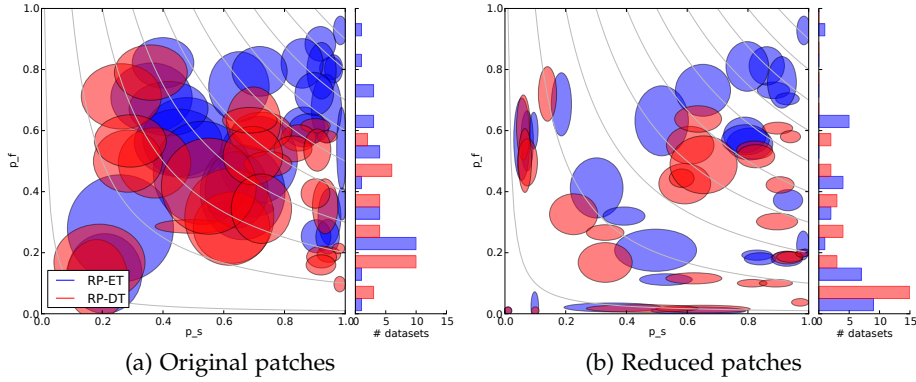 1.0
0.8
0.6
0.4
0.2
0.0
p_f
0.0 0.2 0.4 0.6 0.8 1.0
p_s
RP-ET
RP-DT
0 5 10 15
# datasets
(a) Original patches
1.0
0.8
0.6
0.4
0.2
0.0
p_f
0.0 0.2 0.4 0.6 0.8 1.0
p_s
0 5 10 15
# datasets
(b) Reduced patches